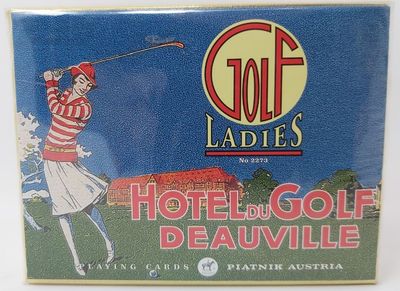 GOLF
LADIES
No 2273
HOTEL DU GOLF
DEAUVILLE
PLAYING CARDS PIATNIK AUSTRIA